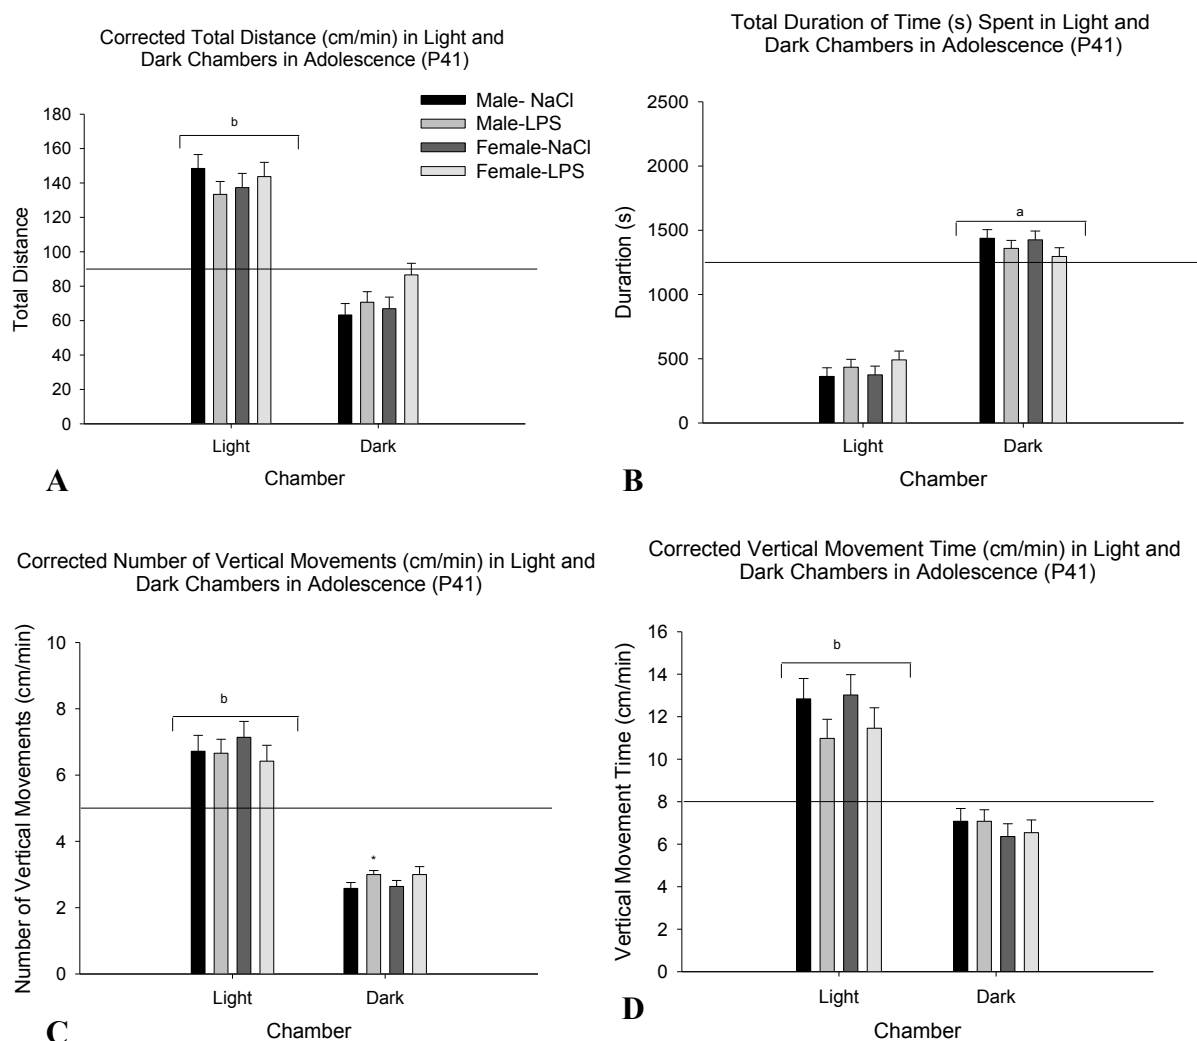 Corrected Total Distance (cm/min) in Light and
Dark Chambers in Adolescence (P41)
Male- NaCl
Male-LPS
Female-NaCl
Female-LPS
b
180
160
140
120
100
80
60
40
20
0
Total Distance
Light
Dark
Chamber
A
Total Duration of Time (s) Spent in Light and
Dark Chambers in Adolescence (P41)
a
2500
2000
1500
1000
500
0
Durartion (s)
Light
Dark
Chamber
B
Corrected Number of Vertical Movements (cm/min) in Light and
Dark Chambers in Adolescence (P41)
b
*
10
8
6
4
2
0
Number of Vertical Movements (cm/min)
Light
Dark
Chamber
C
Corrected Vertical Movement Time (cm/min) in Light and
Dark Chambers in Adolescence (P41)
b
16
14
12
10
8
6
4
2
0
Vertical Movement Time (cm/min)
Light
Dark
Chamber
D